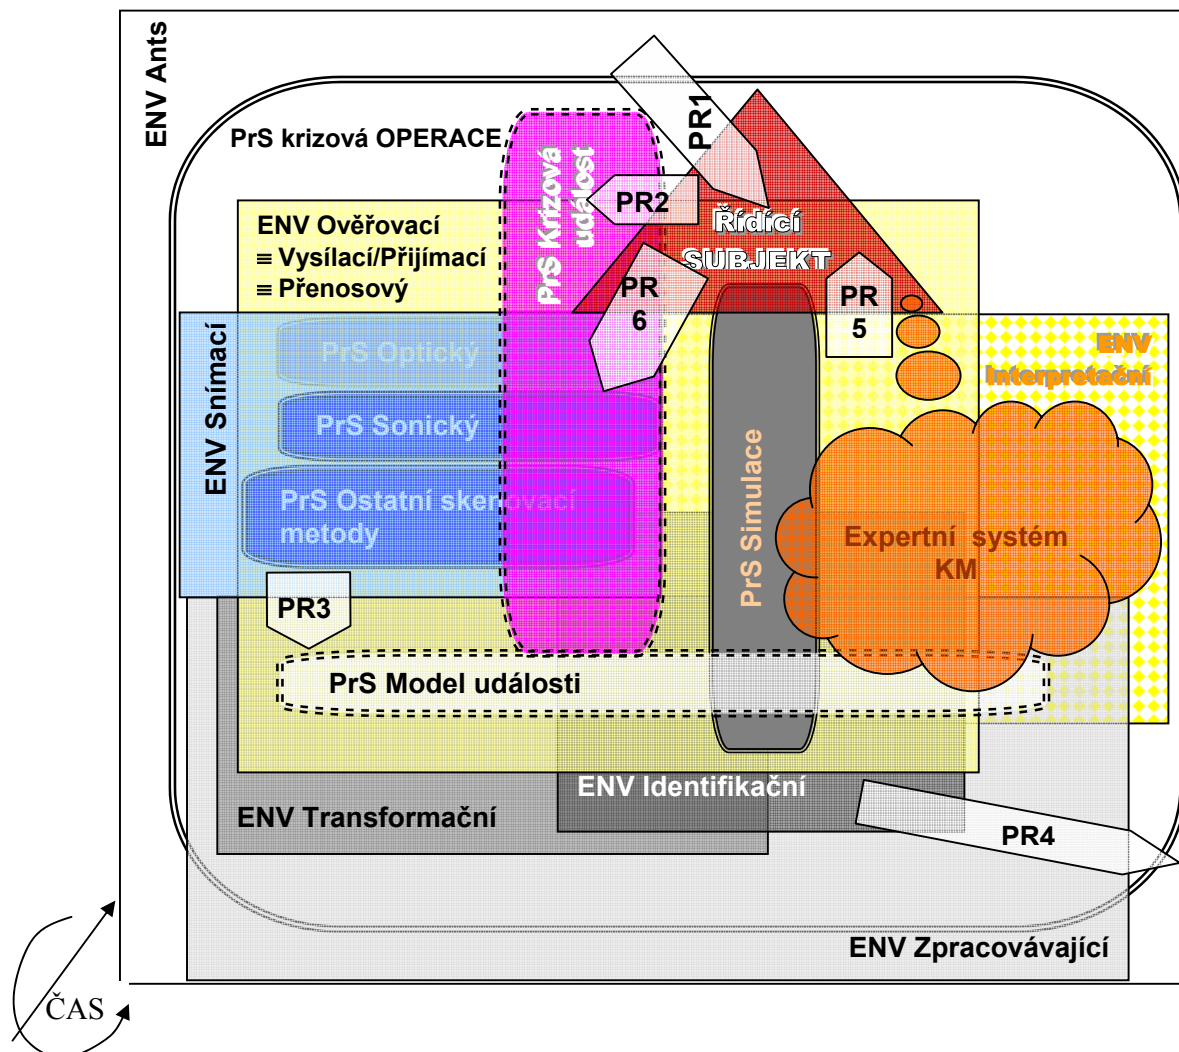 ENV Ants
PrS krizová OPERACE
PR1
PrS Krizová
událost
PR2
Řídící
SUBJEKT
ENV Ověřovací
≡ Vysílací/Přijímací
≡ Přenosový
PR
6
PR
5
ENV Snímací
PrS Optický
ENV
Interpretační
PrS Sonický
PrS Ostatní skenovací
metody
PrS Simulace
Expertní systém
KM
PR3
PrS Model události
ENV Identifikační
ENV Transformační
PR4
ENV Zpracovávající
ČAS